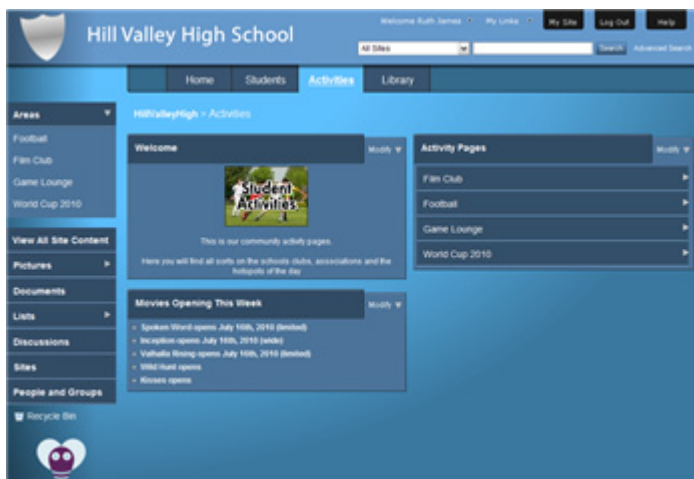 Welcome Ruth James
My Links
My Site
Log Out
Help
Hill Valley High School
All Sites
Search
Advanced Search
Home
Students
Activities
Library
Areas
Football
Film Club
Game Lounge
World Cup 2010
View All Site Content
Pictures
Documents
Lists
Discussions
Sites
People and Groups
Recycle Bin
HillValleyHigh > Activities
Welcome
Modify
Student
Activities
This is our community activity pages.
Here you will find all sorts on the schools clubs, associations and the
hotspots of the day
Movies Opening This Week
Modify
Spoken Word opens July 16th, 2010 (limited)
Inception opens July 16th, 2010 (wide)
Valhalla Rising opens July 16th, 2010 (limited)
Wild Hunt opens
Kisses opens
Activity Pages
Modify
Film Club
Football
Game Lounge
World Cup 2010